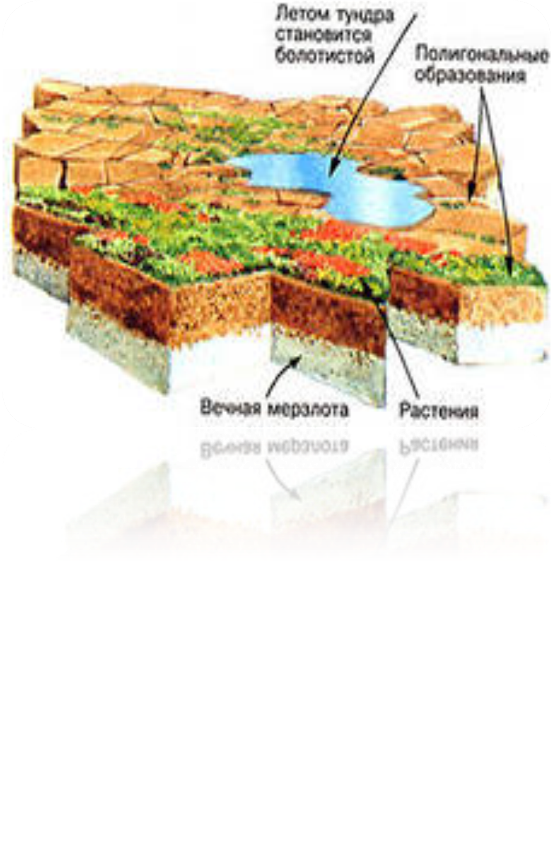 Летом тундра
становится
болотистой
Полигональные
образования
Вечная мерзлота
Растения